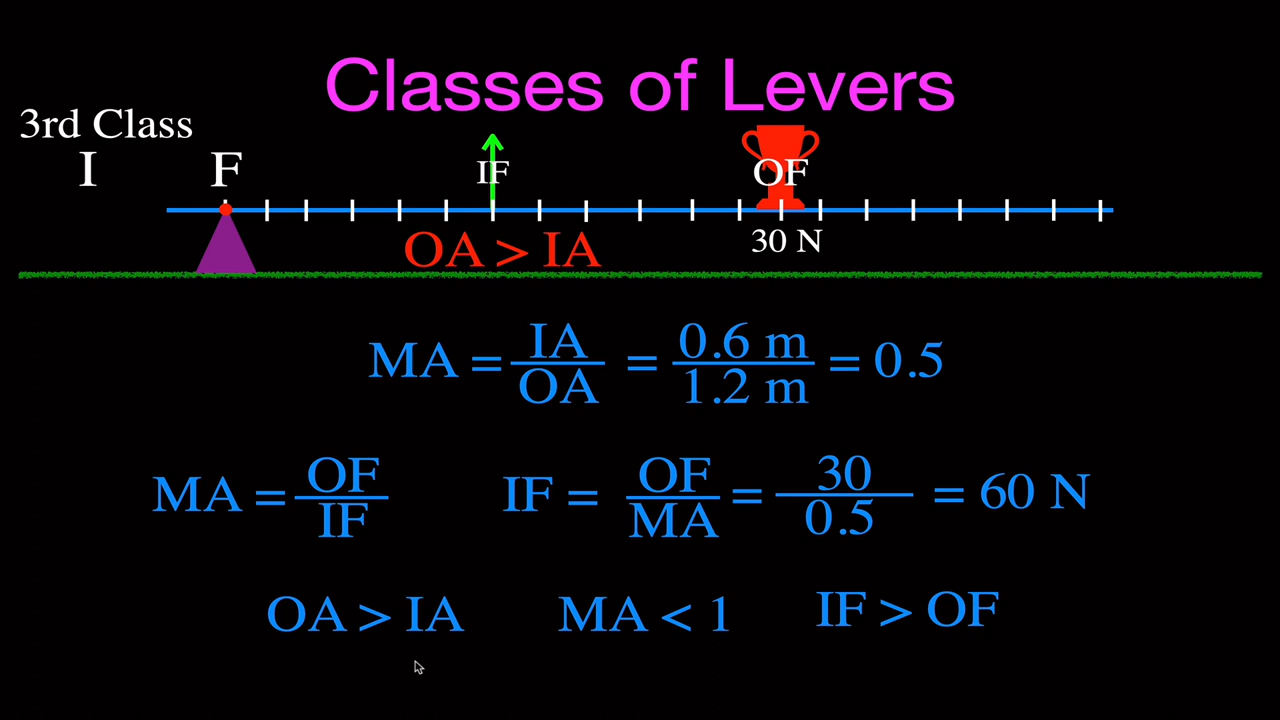 Classes of Levers
3rd Class
I F IF OF
OA > IA 30 N
MA = IA / OA = 0.6 m / 1.2 m = 0.5
MA = OF / IF IF = OF / MA = 30 / 0.5 = 60 N
OA > IA MA < 1 IF > OF